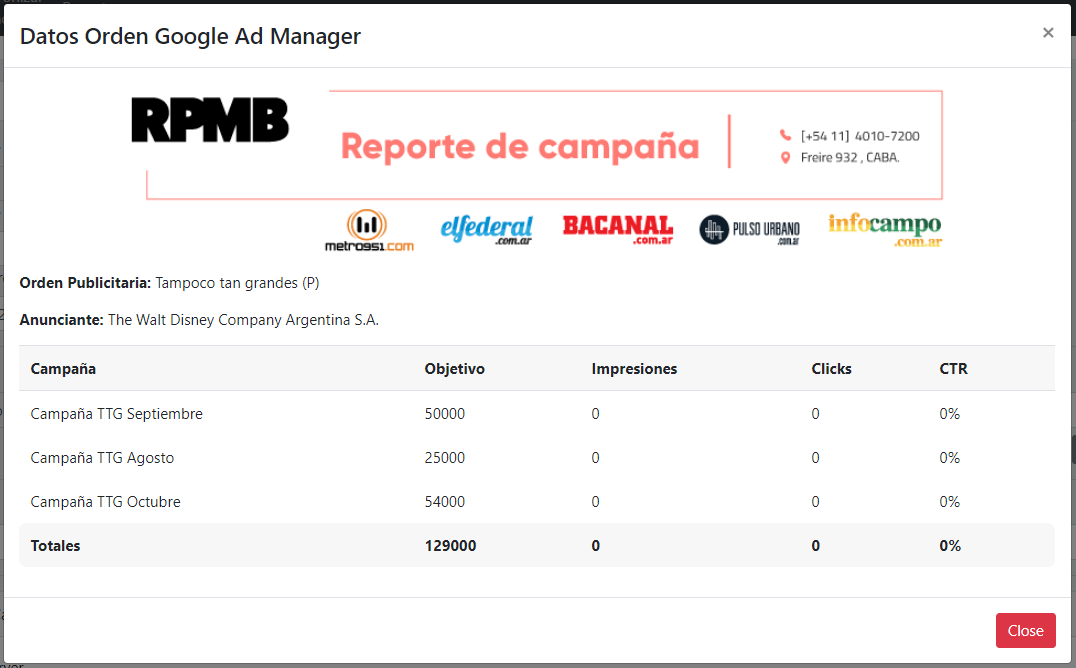 Datos Orden Google Ad Manager ×
RPMB
Reporte de campaña
[+54 11] 4010-7200
Freire 932 , CABA.
metro951.com elfederal .com.ar BACANAL .com.ar PULSO URBANO .com.ar infocampo .com.ar
Orden Publicitaria: Tampoco tan grandes (P)
Anunciante: The Walt Disney Company Argentina S.A.
Campaña Objetivo Impresiones Clicks CTR
Campaña TTG Septiembre 50000 0 0 0%
Campaña TTG Agosto 25000 0 0 0%
Campaña TTG Octubre 54000 0 0 0%
Totales 129000 0 0 0%
Close